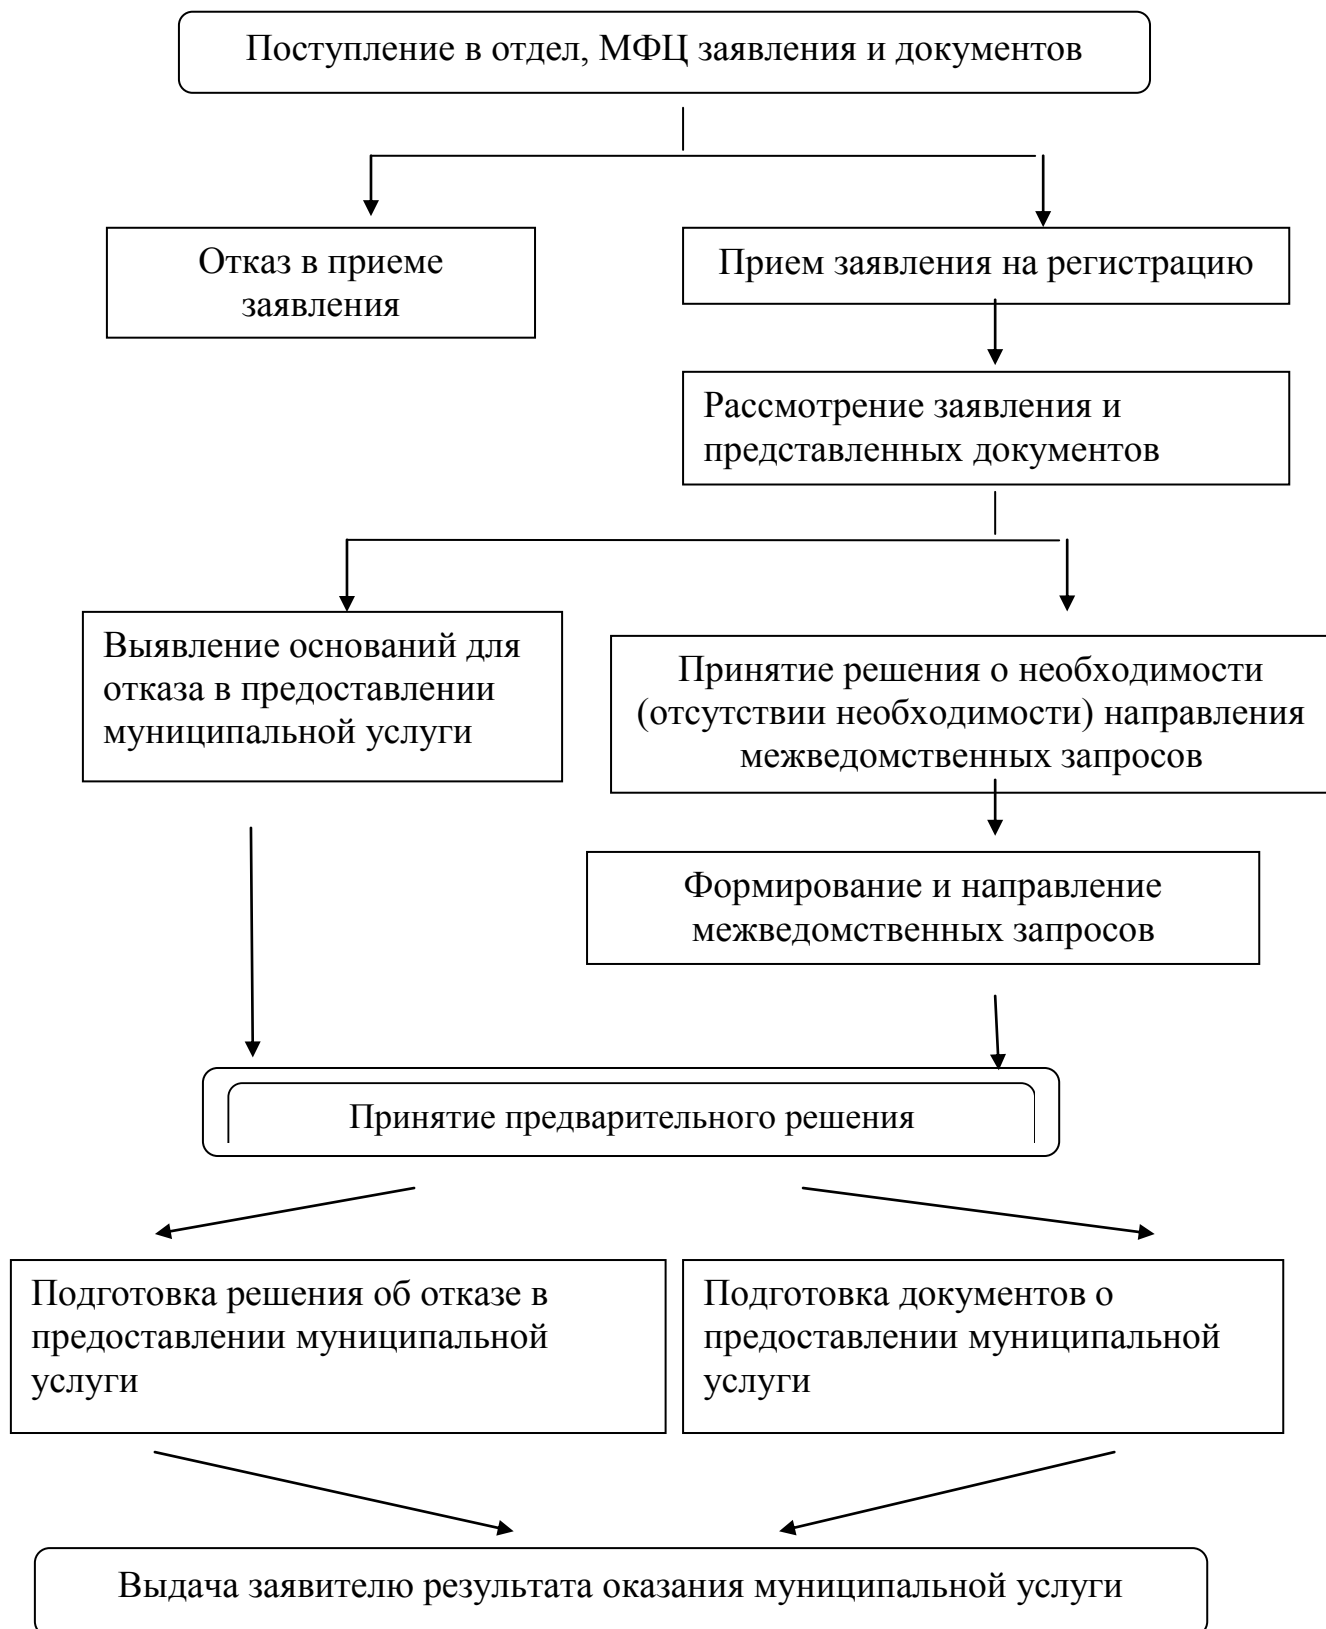 Поступление в отдел, МФЦ заявления и документов
Отказ в приеме
заявления
Прием заявления на регистрацию
Рассмотрение заявления и
представленных документов
Выявление оснований для
отказа в предоставлении
муниципальной услуги
Принятие решения о необходимости
(отсутствии необходимости) направления
межведомственных запросов
Формирование и направление
межведомственных запросов
Принятие предварительного решения
Подготовка решения об отказе в
предоставлении муниципальной
услуги
Подготовка документов о
предоставлении муниципальной
услуги
Выдача заявителю результата оказания муниципальной услуги